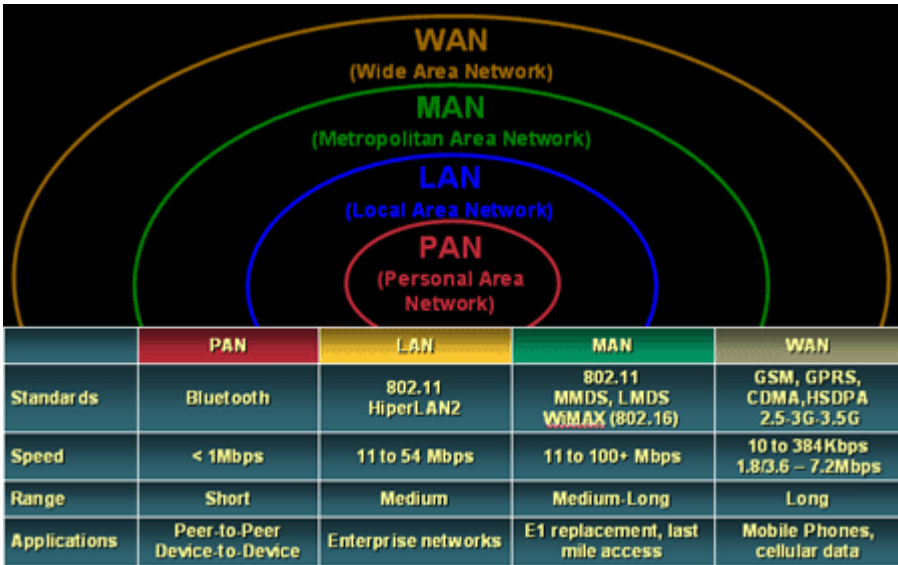 WAN
(Wide Area Network)
MAN
(Metropolitan Area Network)
LAN
(Local Area Network)
PAN
(Personal Area
Network)
PAN LAN MAN WAN
Standards Bluetooth 802.11 HiperLAN2 802.11 MMDS, LMDS WiMAX (802.16) GSM, GPRS, CDMA,HSDPA 2.5-3G-3.5G
Speed < 1Mbps 11 to 54 Mbps 11 to 100+ Mbps 10 to 384Kbps 1.8/3.6 – 7.2Mbps
Range Short Medium Medium-Long Long
Applications Peer-to-Peer Device-to-Device Enterprise networks E1 replacement, last mile access Mobile Phones, cellular data